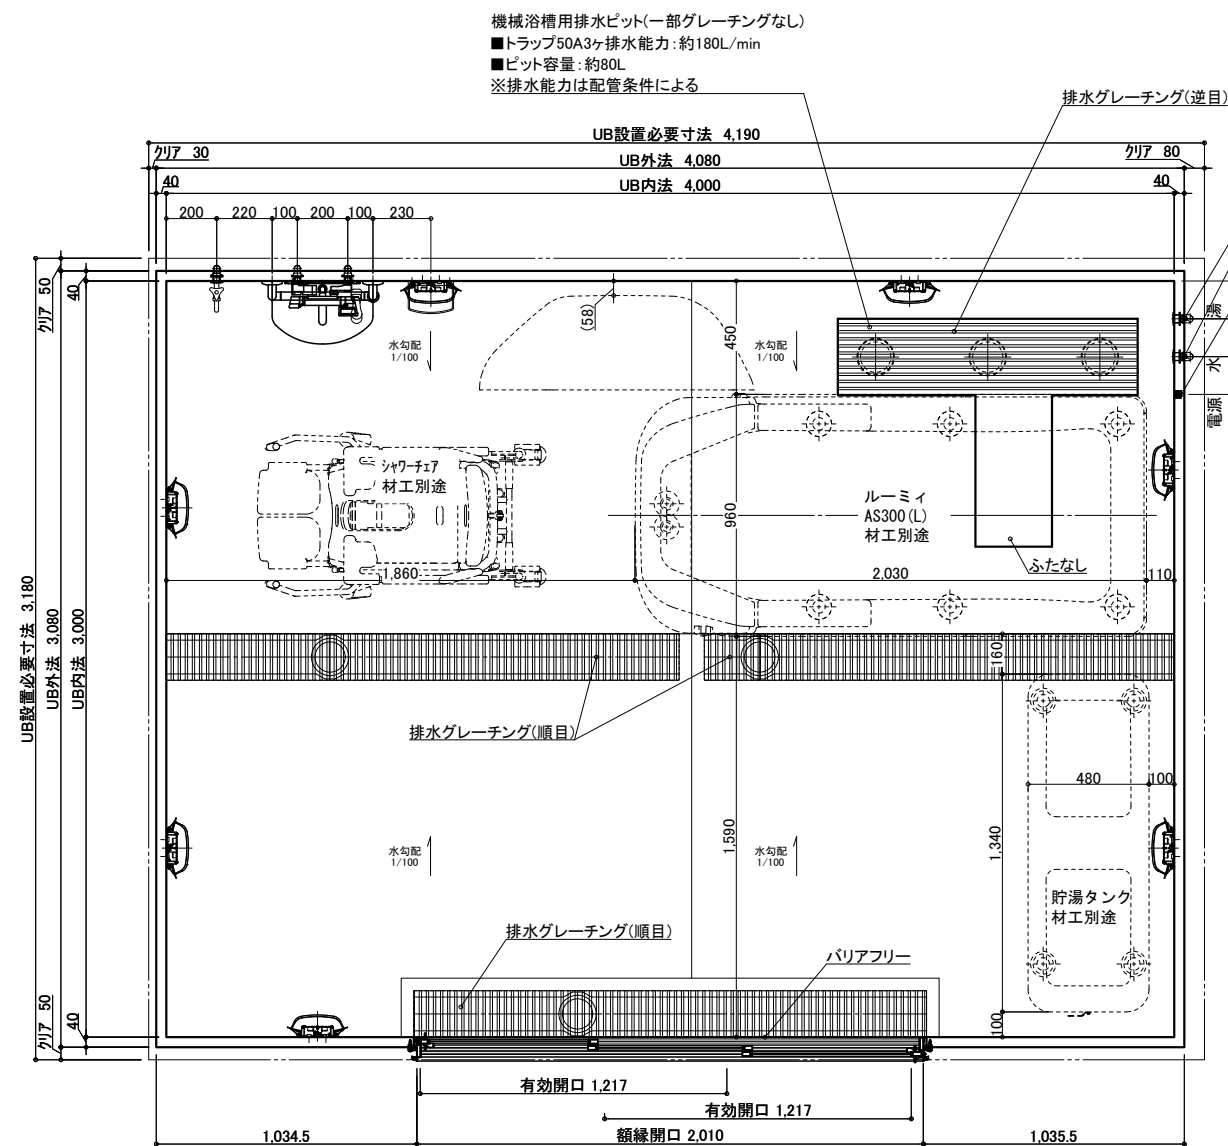 機械浴槽用排水ピット(一部グレーチングなし)
■トラップ50A3ヶ排水能力：約180L/min
■ピット容量：約80L
※排水能力は配管条件による
排水グレーチング(逆目)
UB設置必要寸法 4,190
クリア 30
UB外法 4,080
クリア 80
40
UB内法 4,000
40
200
220
100
200
100
230
クリア 50
40
(58)
水勾配
1/100
450
水勾配
1/100
湯
水
電源
シャワーチェア
材工別途
ルーミィ
AS300(L)
材工別途
960
ふたなし
1,860
2,030
110
UB設置必要寸法 3,180
UB外法 3,080
UB内法 3,000
160
排水グレーチング(順目)
480
100
水勾配
1/100
1,590
水勾配
1/100
1,340
貯湯タンク
材工別途
排水グレーチング(順目)
バリアフリー
クリア 50
40
100
有効開口 1,217
有効開口 1,217
1,034.5
額縁開口 2,010
1,035.5